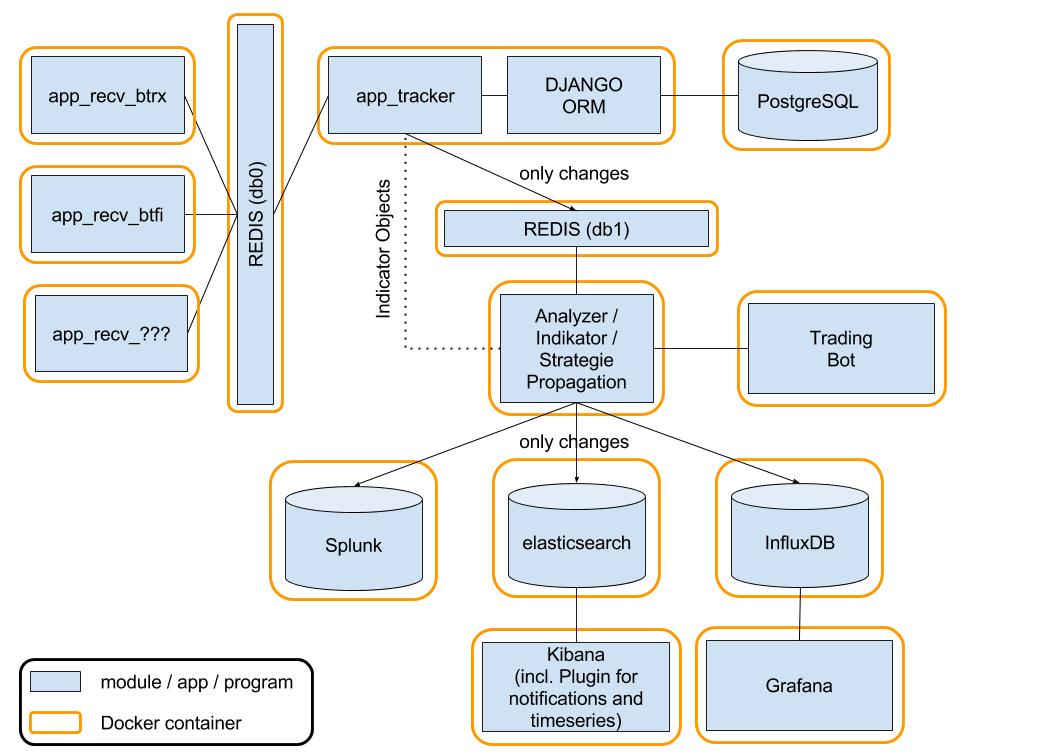 app_recv_btrx
app_recv_btfi
app_recv_???
REDIS (db0)
app_tracker
DJANGO
ORM
PostgreSQL
only changes
Indicator Objects
REDIS (db1)
Analyzer /
Indikator /
Strategie
Propagation
Trading
Bot
only changes
Splunk
elasticsearch
InfluxDB
Kibana
(incl. Plugin for
notifications and
timeseries)
Grafana
module / app / program
Docker container